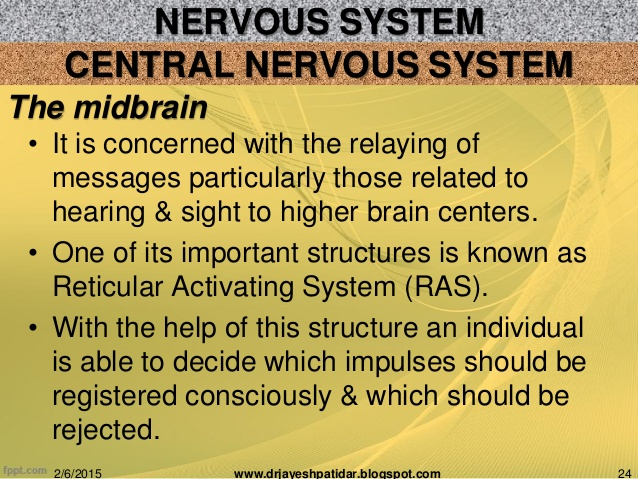 NERVOUS SYSTEM
CENTRAL NERVOUS SYSTEM
The midbrain
• It is concerned with the relaying of
messages particularly those related to
hearing & sight to higher brain centers.
• One of its important structures is known as
Reticular Activating System (RAS).
• With the help of this structure an individual
is able to decide which impulses should be
registered consciously & which should be
rejected.
fppt.com 2/6/2015 www.drjayeshpatidar.blogspot.com 24